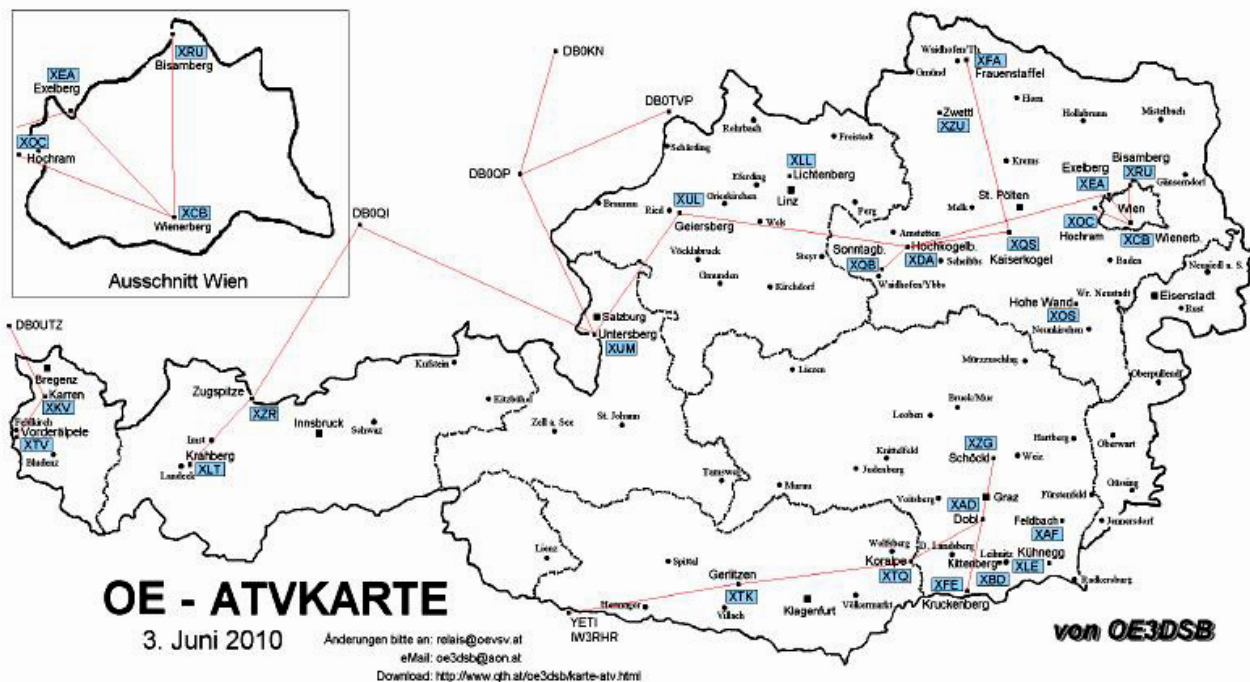 XRU
Bisamberg
XEA
Exelberg
XOC
Hochram
XCB
Wienerberg
Ausschnitt Wien
DB0KN
DB0TVP
DB0QP
DB0QI
DB0UTZ
Waidhofen/Th.
XFA
Frauenstaffel
Gmünd
Horn
Zwettl
XZU
Hollabrunn
Mistelbach
Rohrbach
Freistadt
Schärding
XLL
Lichtenberg
Linz
Krems
Exelberg
Bisamberg
XEA
XRU
Gänserndorf
Eferding
XUL
Grieskirchen
Braunau
Ried
Geiersberg
Wels
Perg
Melk
St. Pölten
Wien
XOC
Hochram
XCB
Wienerb.
Amstetten
Sonntagb.
Hochkogelb.
XQB
XDA
Scheibbs
XQS
Kaiserkogel
Baden
Neusiedl a. S.
Vöcklabruck
Steyr
Gmunden
Kirchdorf
Waidhofen/Ybbs
Hohe Wand
XOS
Wr. Neustadt
Eisenstadt
Rust
Neunkirchen
Salzburg
Untersberg
XUM
Bregenz
Karren
XKV
Feldkirch
Vorderälpele
XTV
Bludenz
Zugspitze
XZR
Kufstein
Kitzbühel
Innsbruck
Schwaz
Imst
Krahberg
XLT
Landeck
Zell a. See
St. Johann
Tamsweg
Liezen
Mürzzuschlag
Oberpullendf.
Bruck/Mur
Leoben
XZG
Schöckl
Hartberg
Oberwart
Weiz
Knittelfeld
Judenburg
Murau
Voitsberg
XAD
Graz
Dobl
Fürstenfeld
Güssing
Feldbach
XAF
Jennersdorf
Wolfsberg
Koralpe
XTQ
D. Landsberg
Leibnitz
Kühnegg
Kittenberg
XLE
XBD
XFE
Kruckenberg
Radkersburg
Lienz
Spittal
Gerlitzen
XTK
Villach
Klagenfurt
Völkermarkt
Hermagor
YETI
IW3RHR
OE - ATVKARTE
3. Juni 2010
Änderungen bitte an: relais@oevsv.at
eMail: oe3dsb@aon.at
Download: http://www.qth.at/oe3dsb/karte-atv.html
von OE3DSB